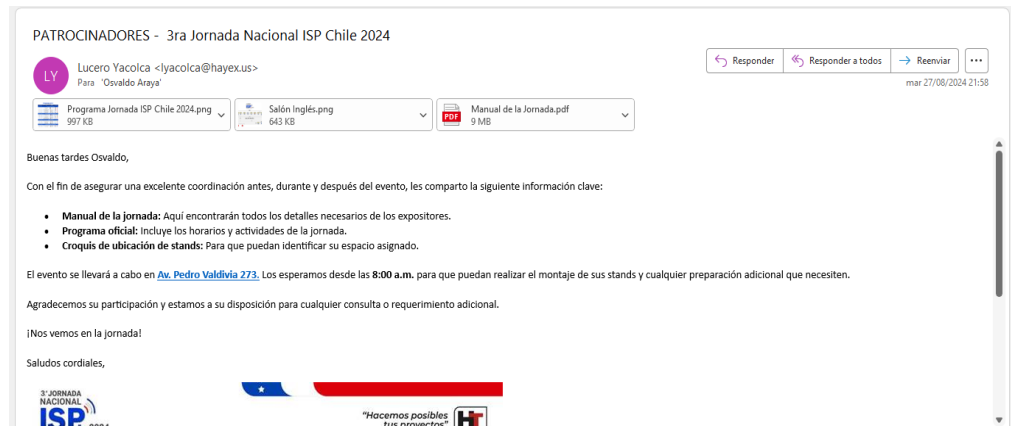 PATROCINADORES - 3ra Jornada Nacional ISP Chile 2024
LY
Lucero Yacolca <lyacolca@hayex.us>
Para 'Osvaldo Araya'
Responder
Responder a todos
Reenviar
mar 27/08/2024 21:58
Programa Jornada ISP Chile 2024.png
997 KB
Salón Inglés.png
643 KB
PDF
Manual de la Jornada.pdf
9 MB
Buenas tardes Osvaldo,
Con el fin de asegurar una excelente coordinación antes, durante y después del evento, les comparto la siguiente información clave:
• Manual de la jornada: Aquí encontrarán todos los detalles necesarios de los expositores.
• Programa oficial: Incluye los horarios y actividades de la jornada.
• Croquis de ubicación de stands: Para que puedan identificar su espacio asignado.
El evento se llevará a cabo en Av. Pedro Valdivia 273. Los esperamos desde las 8:00 a.m. para que puedan realizar el montaje de sus stands y cualquier preparación adicional que necesiten.
Agradecemos su participación y estamos a su disposición para cualquier consulta o requerimiento adicional.
¡Nos vemos en la jornada!
Saludos cordiales,
3ª JORNADA
NACIONAL
ISP
2024
"Hacemos posibles
tus proyectos"
HT